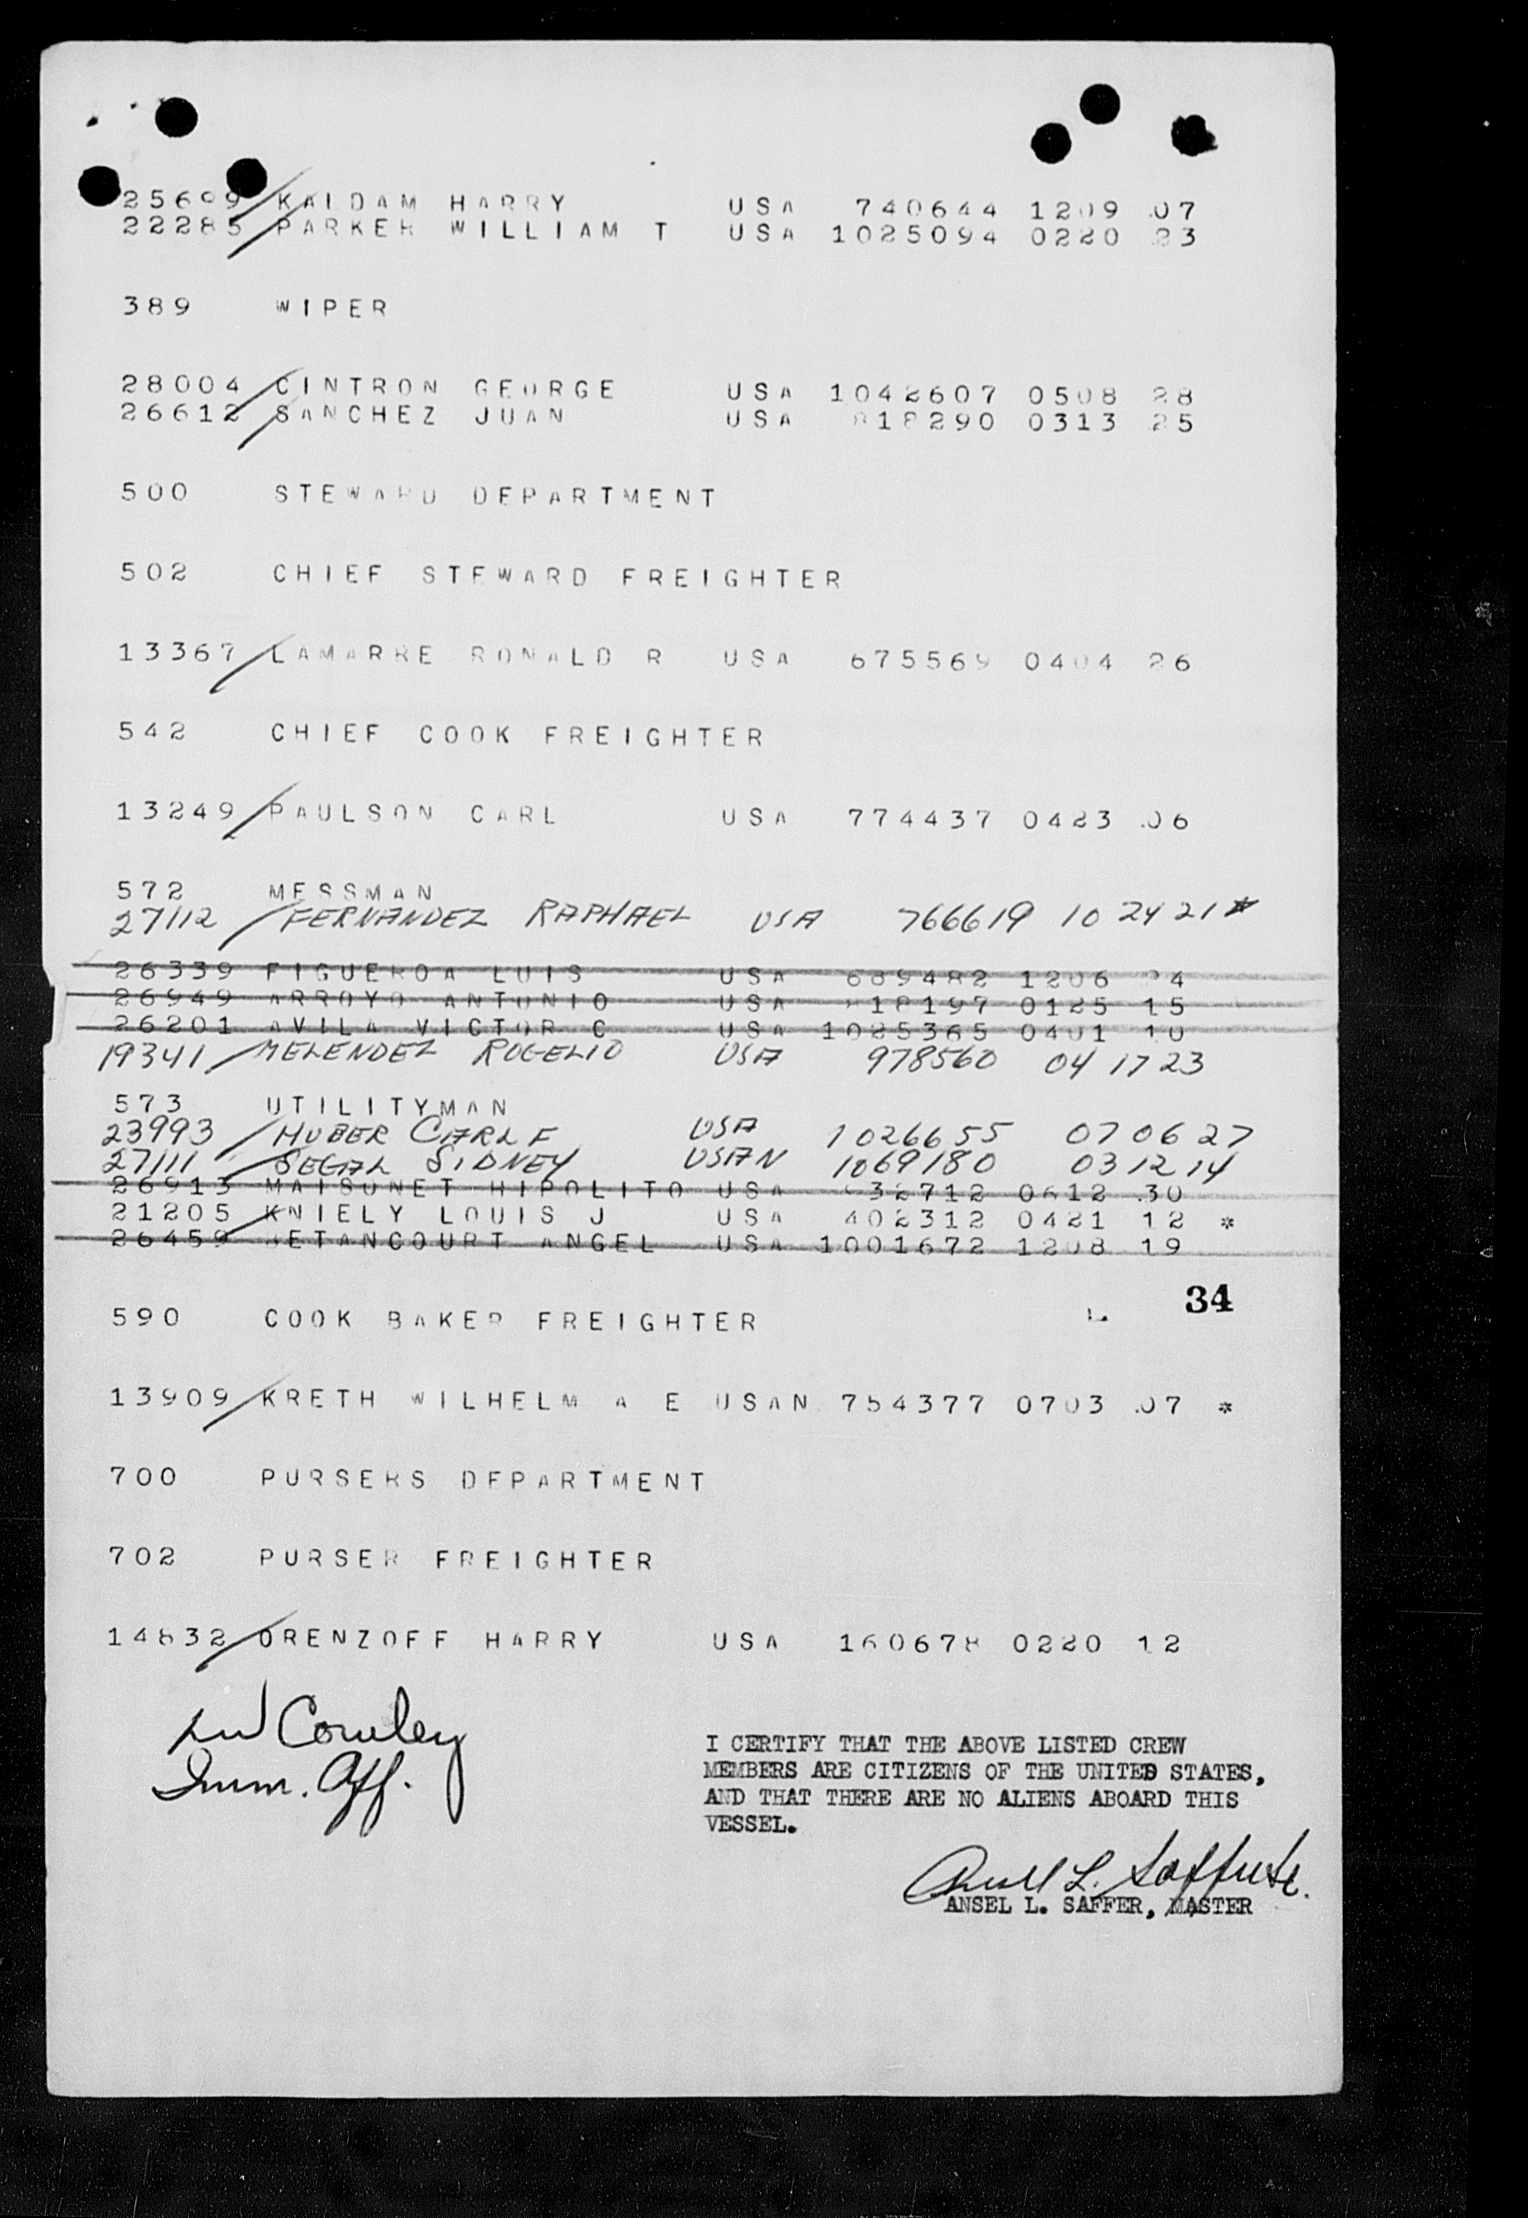 25699 KALDAM HARRY USA 740644 1209 07
22285 PARKER WILLIAM T USA 1025094 0220 23
389 WIPER
28004 CINTRON GEORGE USA 1042607 0508 28
26612 SANCHEZ JUAN USA 818290 0313 25
500 STEWARD DEPARTMENT
502 CHIEF STEWARD FREIGHTER
13367 LAMARRE RONALD R USA 675569 0404 26
542 CHIEF COOK FREIGHTER
13249 PAULSON CARL USA 774437 0423 06
572 MESSMAN
27112 FERNANDEZ RAPHAEL USA 766619 10 24 21 *
26339 FIGUEROA LUIS USA 689482 1206 24
26949 ARROYO ANTONIO USA 818197 0125 15
26201 AVILA VICTOR C USA 1025365 0401 10
19341 MELENDEZ ROGELIO USA 978560 04 17 23
573 UTILITYMAN
23993 HUBER CARL F USA 1026655 07 06 27
27111 SEGAL SIDNEY USAN 1069180 03 12 14
26913 MAISONET HIPOLITO USA 0612 30
21205 KNIELY LOUIS J USA 402312 0421 12 *
26459 BETANCOURT ANGEL USA 1001672 1208 19
34
590 COOK BAKER FREIGHTER
13909 KRETH WILHELM A E USAN 754377 0703 07 *
700 PURSERS DEPARTMENT
702 PURSER FREIGHTER
14832 ORENZOFF HARRY USA 160678 0220 12
Cowley
Imm. Off.
I CERTIFY THAT THE ABOVE LISTED CREW
MEMBERS ARE CITIZENS OF THE UNITED STATES,
AND THAT THERE ARE NO ALIENS ABOARD THIS
VESSEL.
Ansel L. Saffer
ANSEL L. SAFFER, MASTER